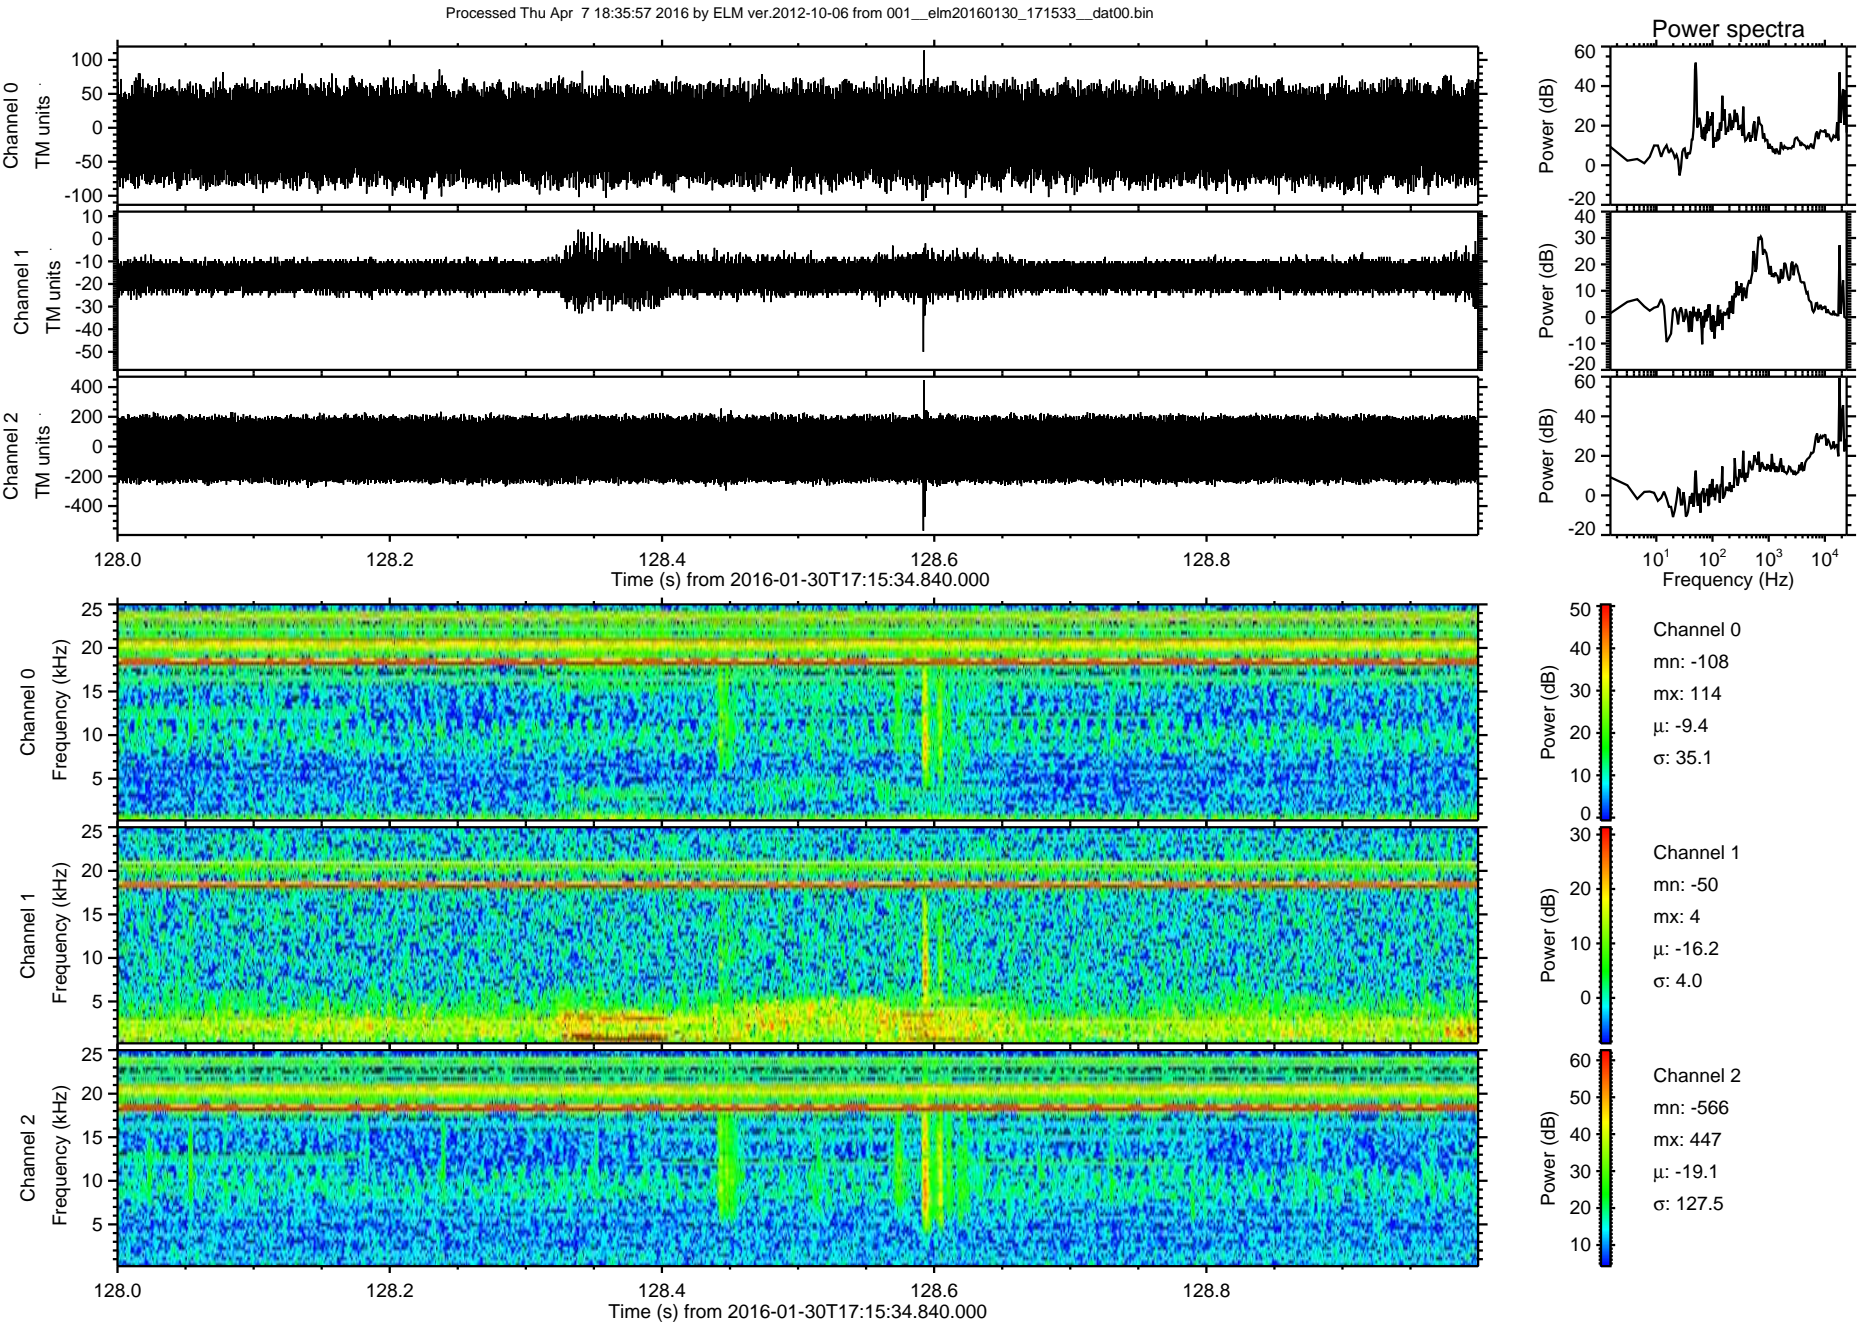 Processed Thu Apr  7 18:35:57 2016 by ELM ver.2012-10-06 from 001__elm20160130_171533__dat00.bin
Power spectra
Channel 0
TM units
100
50
0
-50
-100
Power (dB)
60
40
20
0
-20
Channel 1
TM units
10
0
-10
-20
-30
-40
-50
Power (dB)
40
30
20
10
0
-10
-20
Channel 2
TM units
400
200
0
-200
-400
Power (dB)
60
40
20
0
-20
128.0 128.2 128.4 128.6 128.8
Time (s) from 2016-01-30T17:15:34.840.000
10¹ 10² 10³ 10⁴
Frequency (Hz)
Channel 0
Frequency (kHz)
25
20
15
10
5
Power (dB)
50
40
30
20
10
0
Channel 0
mn: -108
mx: 114
μ: -9.4
σ: 35.1
Channel 1
Frequency (kHz)
25
20
15
10
5
Power (dB)
30
20
10
0
Channel 1
mn: -50
mx: 4
μ: -16.2
σ: 4.0
Channel 2
Frequency (kHz)
25
20
15
10
5
Power (dB)
60
50
40
30
20
10
Channel 2
mn: -566
mx: 447
μ: -19.1
σ: 127.5
128.0 128.2 128.4 128.6 128.8
Time (s) from 2016-01-30T17:15:34.840.000